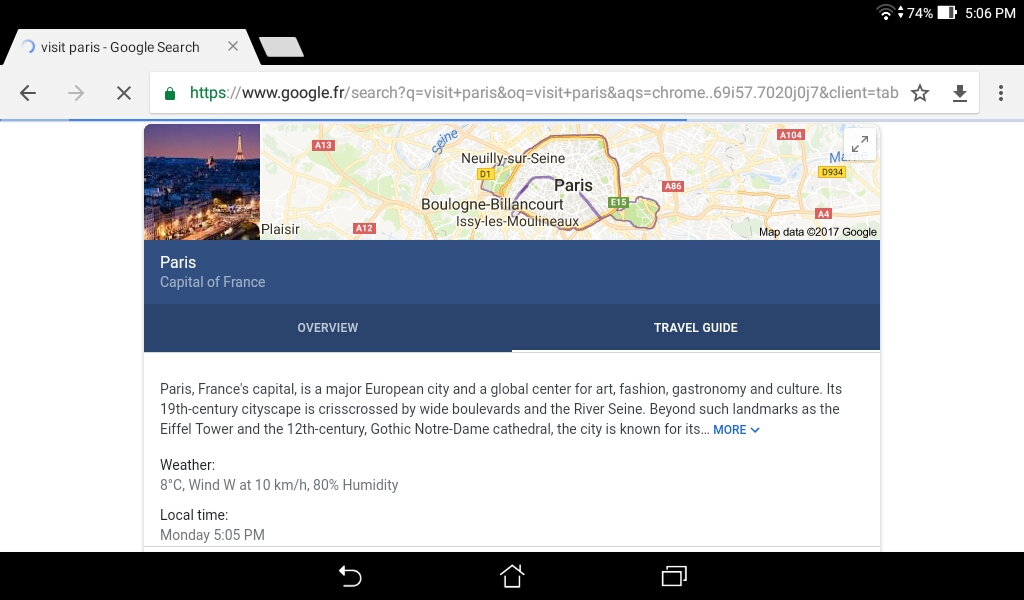 74% 5:06 PM
visit paris - Google Search
https://www.google.fr/search?q=visit+paris&oq=visit+paris&aqs=chrome..69i57.7020j0j7&client=tab
A13
seine
Neuilly-sur-Seine
A104
Mar
D1
Paris
A86
D934
Boulogne-Billancourt
E15
Issy-les-Moulineaux
A4
Plaisir
A12
Map data ©2017 Google
Paris
Capital of France
OVERVIEW
TRAVEL GUIDE
Paris, France's capital, is a major European city and a global center for art, fashion, gastronomy and culture. Its
19th-century cityscape is crisscrossed by wide boulevards and the River Seine. Beyond such landmarks as the
Eiffel Tower and the 12th-century, Gothic Notre-Dame cathedral, the city is known for its… MORE
Weather:
8°C, Wind W at 10 km/h, 80% Humidity
Local time:
Monday 5:05 PM